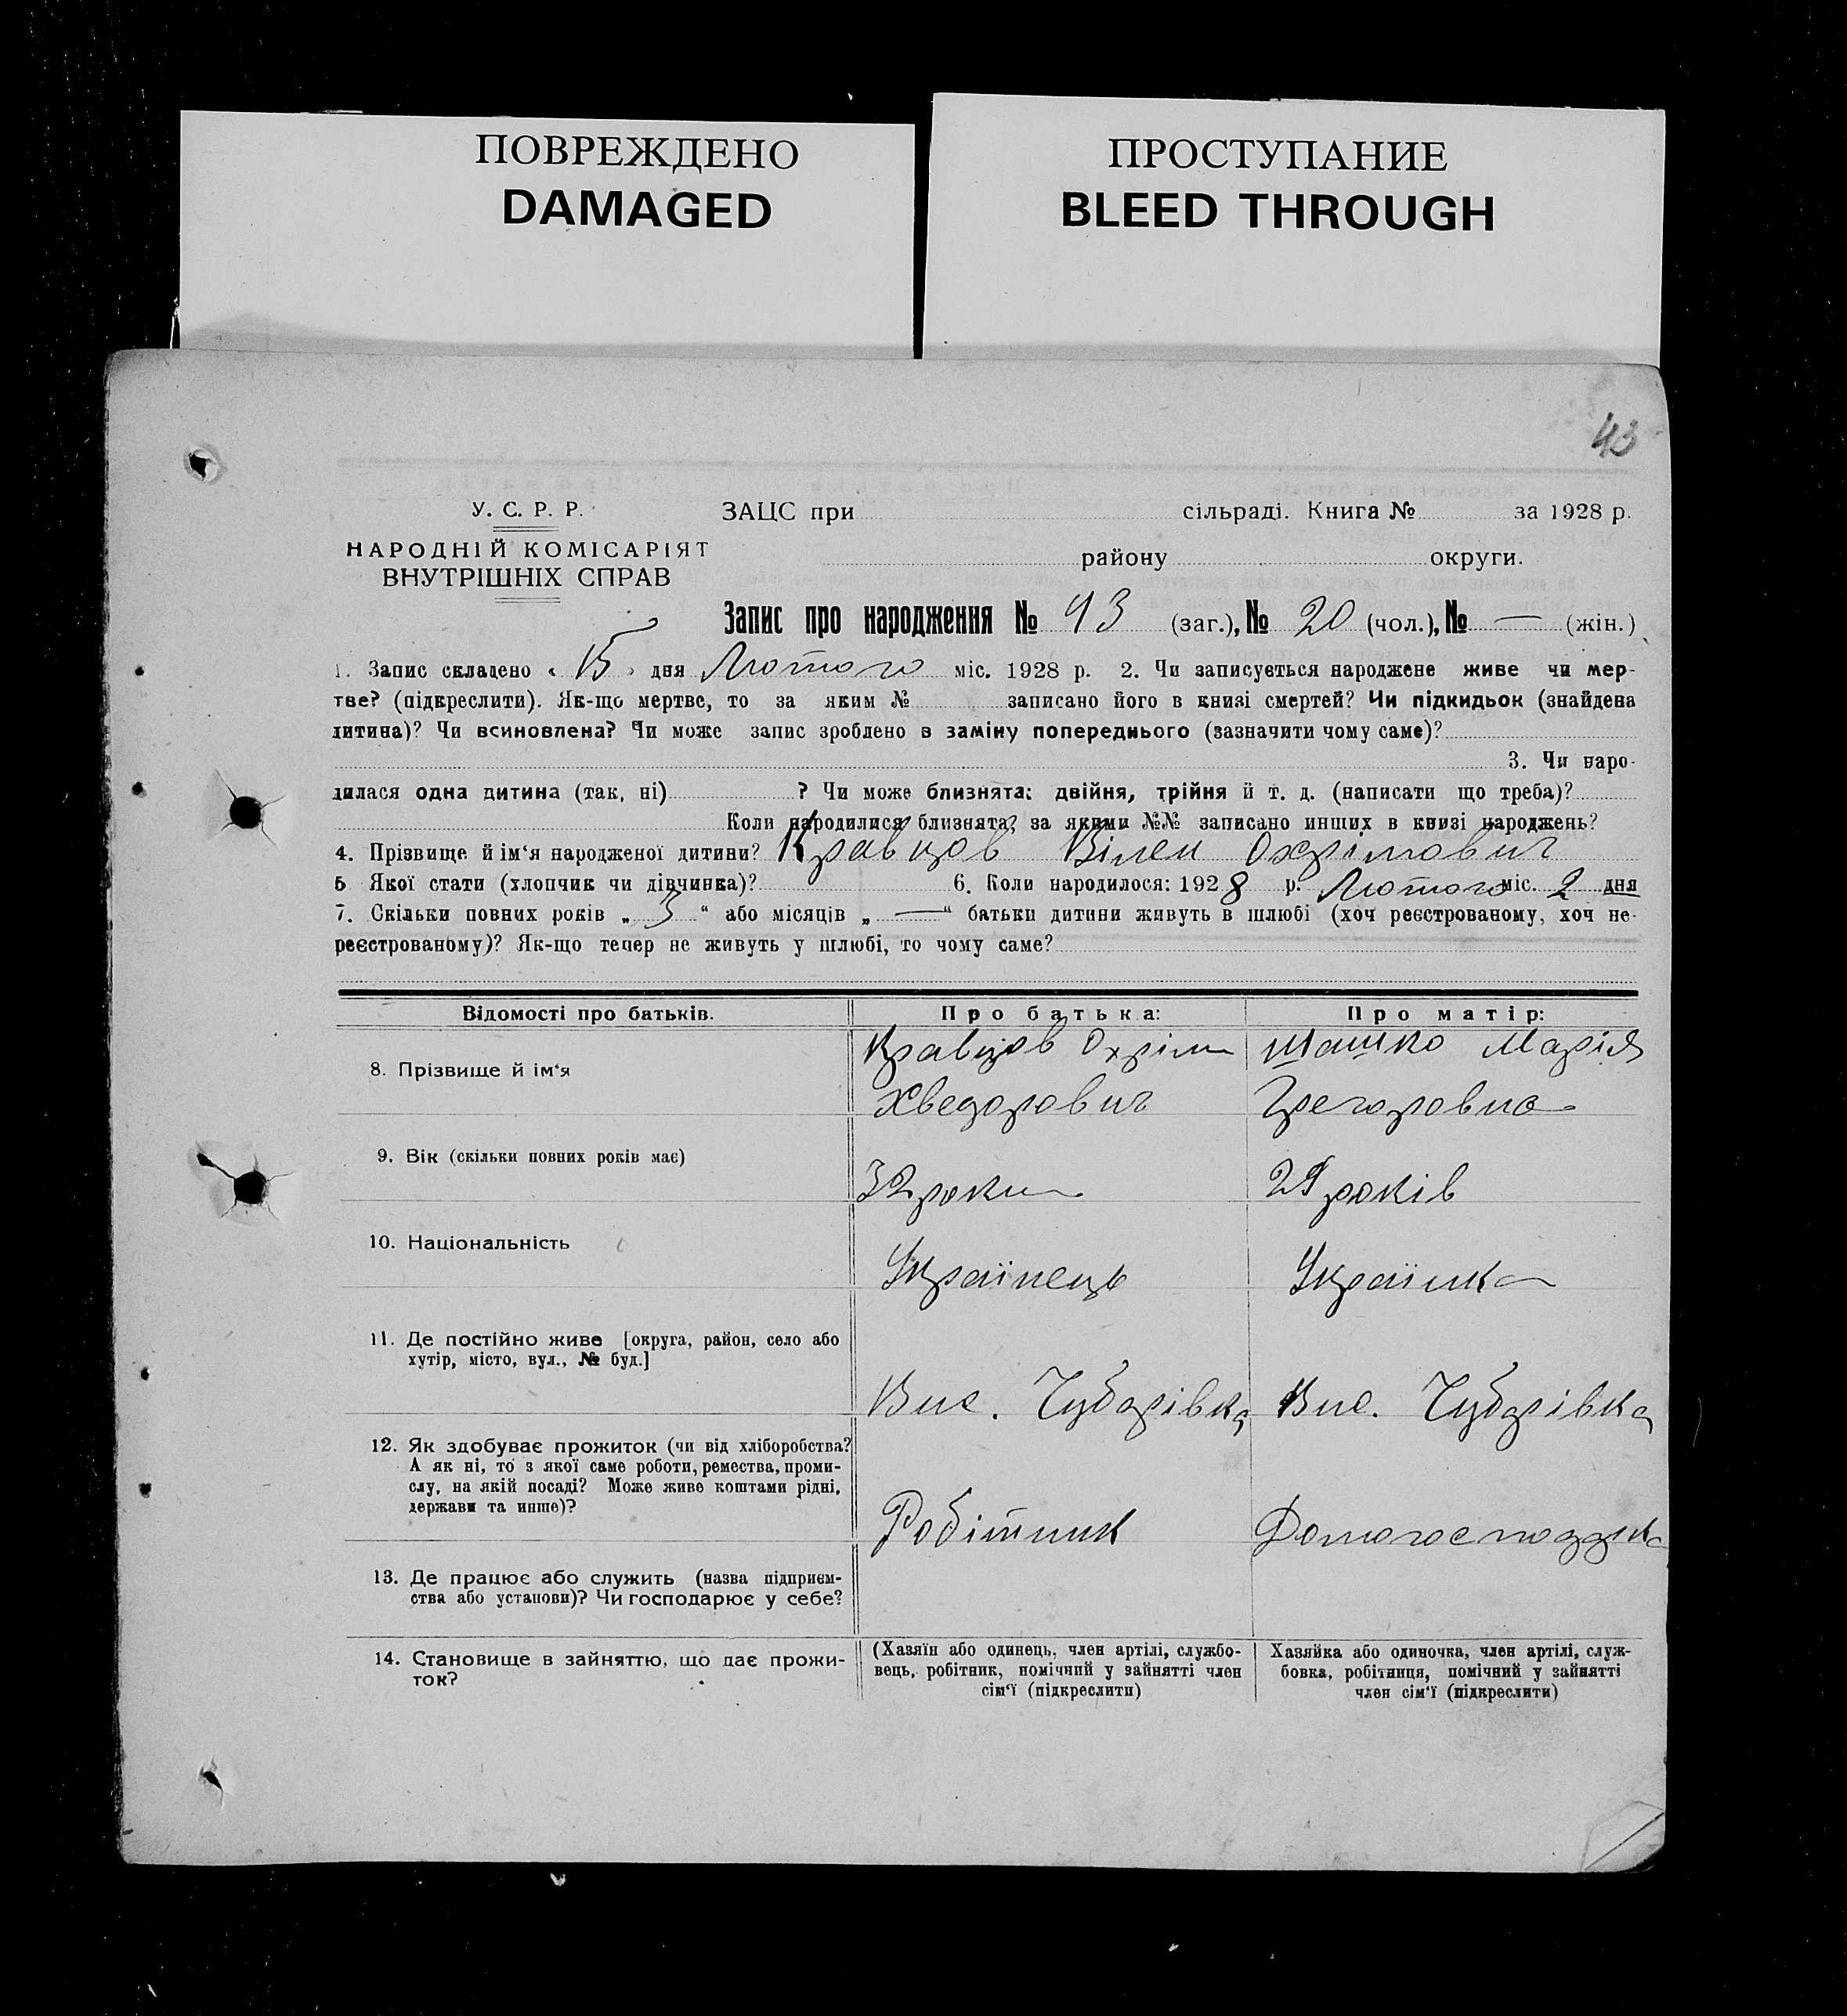 ПОВРЕЖДЕНО
DAMAGED
ПРОСТУПАНИЕ
BLEED THROUGH
43
У. С. Р. Р.
НАРОДНІЙ КОМІСАРІЯТ
ВНУТРІШНІХ СПРАВ
ЗАЦС при сільраді. Книга № за 1928 р.
району округи.
Запис про народження № 43 (заг.), № 20 (чол.), № — (жін.)
1. Запис складено « 15 » дня Лютого міс. 1928 р. 2. Чи записується народжене живе чи мер-
тве? (підкреслити). Як-що мертве, то за яким № записано його в книзі смертей? Чи підкидьок (знайдена
дитина)? Чи всиновлена? Чи може запис зроблено в заміну попереднього (зазначити чому саме)?
3. Чи наро-
дилася одна дитина (так, ні) ? Чи може близнята: двійня, трійня й т. д. (написати що треба)?
Коли народилися близнята, за якими №№ записано инших в книзі народжень?
4. Прізвище й ім‘я народженої дитини? Кравцов Вілен Охрімович
5 Якої стати (хлопчик чи дівчинка)? 6. Коли народилося: 1928 р. Лютого міс. 2 дня
7. Скільки повних років „ 3 “ або місяців „ — “ батьки дитини живуть в шлюбі (хоч реєстрованому, хоч не-
реєстрованому)? Як-що тепер не живуть у шлюбі, то чому саме?
Відомості про батьків. Про батька: Про матір:
8. Прізвище й ім‘я
Кравцов Охрім
Хведорович
Шашко Марія
Грегоровна
9. Вік (скільки повних років має)
32 роки
29 років
10. Національність
Українець
Українка
11. Де постійно живе [округа, район, село або
хутір, місто, вул., № буд.]
Вис. Чубарівка
Вис. Чубарівка
12. Як здобуває прожиток (чи від хліборобства?
А як ні, то з якої саме роботи, ремества, проми-
слу, на якій посаді? Може живе коштами рідні,
держави та инше)?
Робітник
13. Де працює або служить (назва підприєм-
ства або установи)? Чи господарює у себе?
14. Становище в зайняттю, що дає прожи-
ток?
(Хазяїн або одинець, член артілі, службо-
вець, робітник, помічний у зайнятті член
сім‘ї (підкреслити)
Хазяйка або одиночка, член артілі, служ-
бовка, робітниця, помічний у зайнятті
член сім‘ї (підкреслити)